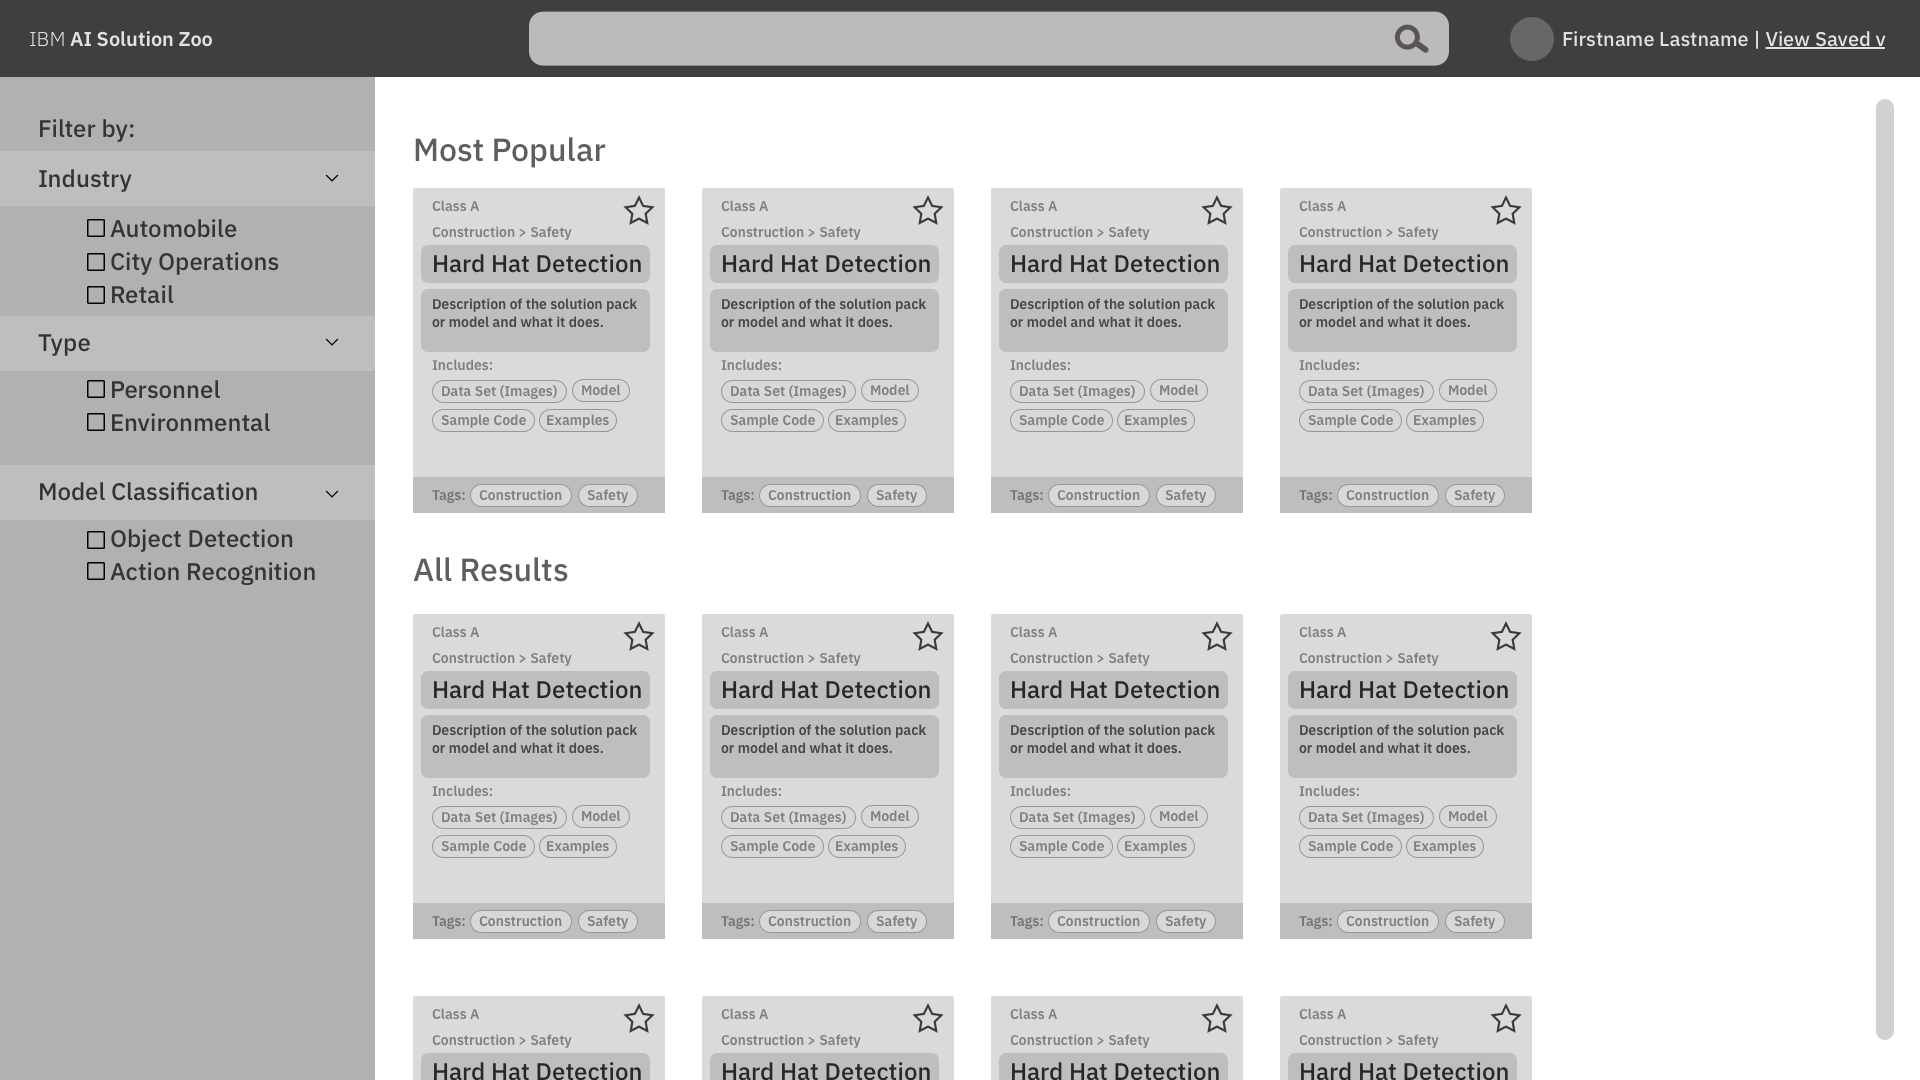 IBM AI Solution Zoo
Firstname Lastname | View Saved v
Filter by:
Industry
Automobile
City Operations
Retail
Type
Personnel
Environmental
Model Classification
Object Detection
Action Recognition
Most Popular
Class A
Construction > Safety
Hard Hat Detection
Description of the solution pack
or model and what it does.
Includes:
Data Set (Images) Model
Sample Code Examples
Tags: Construction Safety
Class A
Construction > Safety
Hard Hat Detection
Description of the solution pack
or model and what it does.
Includes:
Data Set (Images) Model
Sample Code Examples
Tags: Construction Safety
Class A
Construction > Safety
Hard Hat Detection
Description of the solution pack
or model and what it does.
Includes:
Data Set (Images) Model
Sample Code Examples
Tags: Construction Safety
Class A
Construction > Safety
Hard Hat Detection
Description of the solution pack
or model and what it does.
Includes:
Data Set (Images) Model
Sample Code Examples
Tags: Construction Safety
All Results
Class A
Construction > Safety
Hard Hat Detection
Description of the solution pack
or model and what it does.
Includes:
Data Set (Images) Model
Sample Code Examples
Tags: Construction Safety
Class A
Construction > Safety
Hard Hat Detection
Description of the solution pack
or model and what it does.
Includes:
Data Set (Images) Model
Sample Code Examples
Tags: Construction Safety
Class A
Construction > Safety
Hard Hat Detection
Description of the solution pack
or model and what it does.
Includes:
Data Set (Images) Model
Sample Code Examples
Tags: Construction Safety
Class A
Construction > Safety
Hard Hat Detection
Description of the solution pack
or model and what it does.
Includes:
Data Set (Images) Model
Sample Code Examples
Tags: Construction Safety
Class A
Construction > Safety
Hard Hat Detection
Class A
Construction > Safety
Hard Hat Detection
Class A
Construction > Safety
Hard Hat Detection
Class A
Construction > Safety
Hard Hat Detection